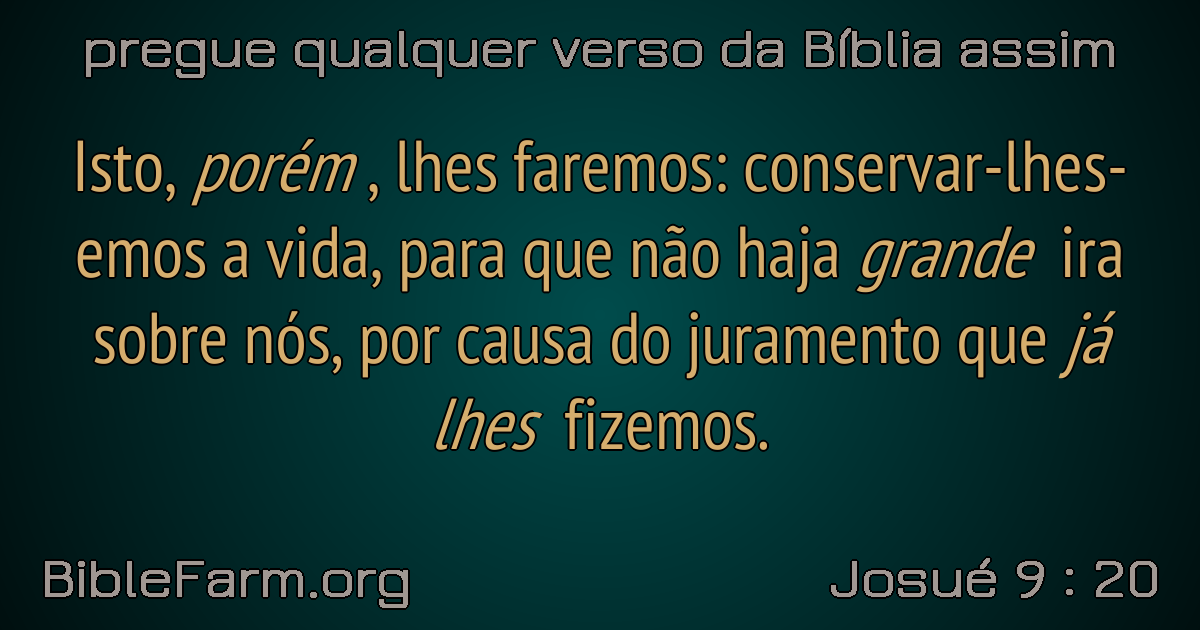 pregue qualquer verso da Bíblia assim
Isto, porém , lhes faremos: conservar-lhes-
emos a vida, para que não haja grande ira
sobre nós, por causa do juramento que já
lhes fizemos.
BibleFarm.org
Josué 9 : 20